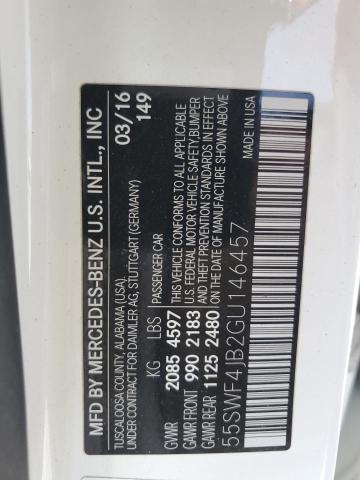 MFD BY MERCEDES-BENZ U.S. INTL., INC
TUSCALOOSA COUNTY, ALABAMA (USA), 03/16
UNDER CONTRACT FOR DAIMLER AG, STUTTGART (GERMANY) 149
KG LBS PASSENGER CAR
GVWR 2085 4597 THIS VEHICLE CONFORMS TO ALL APPLICABLE
GAWR FRONT 990 2183 U.S. FEDERAL MOTOR VEHICLE SAFETY, BUMPER
GAWR REAR 1125 2480 AND THEFT PREVENTION STANDARDS IN EFFECT
ON THE DATE OF MANUFACTURE SHOWN ABOVE
55SWF4JB2GU146457 MADE IN USA